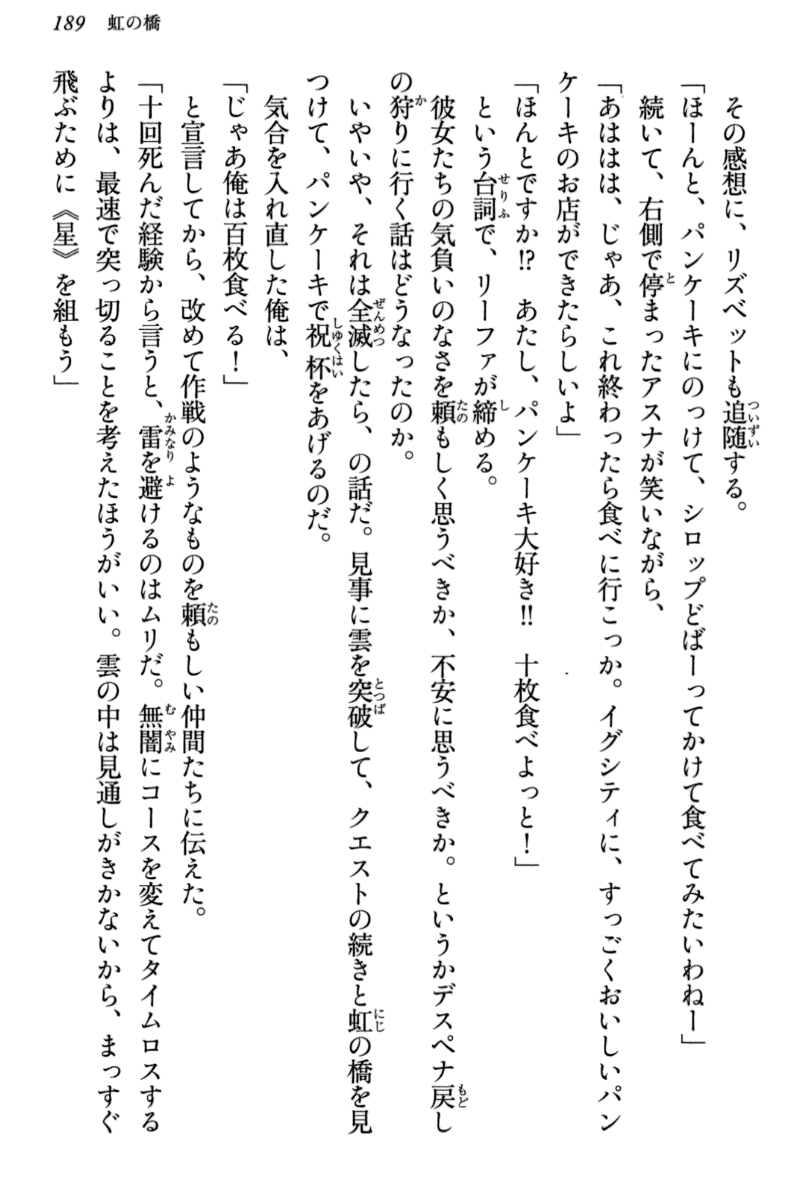 189 虹の橋
その感想に、リズベットも追随する。
「ほーんと、パンケーキにのっけて、シロップどばーってかけて食べてみたいわねー」
続いて、右側で停まったアスナが笑いながら、
「あははは、じゃあ、これ終わったら食べに行こっか。イグシティに、すっごくおいしいパン
ケーキのお店ができたらしいよ」
「ほんとですか!? あたし、パンケーキ大好き!! 十枚食べよっと！」
という台詞で、リーファが締める。
彼女たちの気負いのなさを頼もしく思うべきか、不安に思うべきか。というかデスペナ戻し
の狩りに行く話はどうなったのか。
いやいや、それは全滅したら、の話だ。見事に雲を突破して、クエストの続きと虹の橋を見
つけて、パンケーキで祝杯をあげるのだ。
気合を入れ直した俺は、
「じゃあ俺は百枚食べる！」
と宣言してから、改めて作戦のようなものを頼もしい仲間たちに伝えた。
「十回死んだ経験から言うと、雷を避けるのはムリだ。無闇にコースを変えてタイムロスする
よりは、最速で突っ切ることを考えたほうがいい。雲の中は見通しがきかないから、まっすぐ
飛ぶために《星》を組もう」